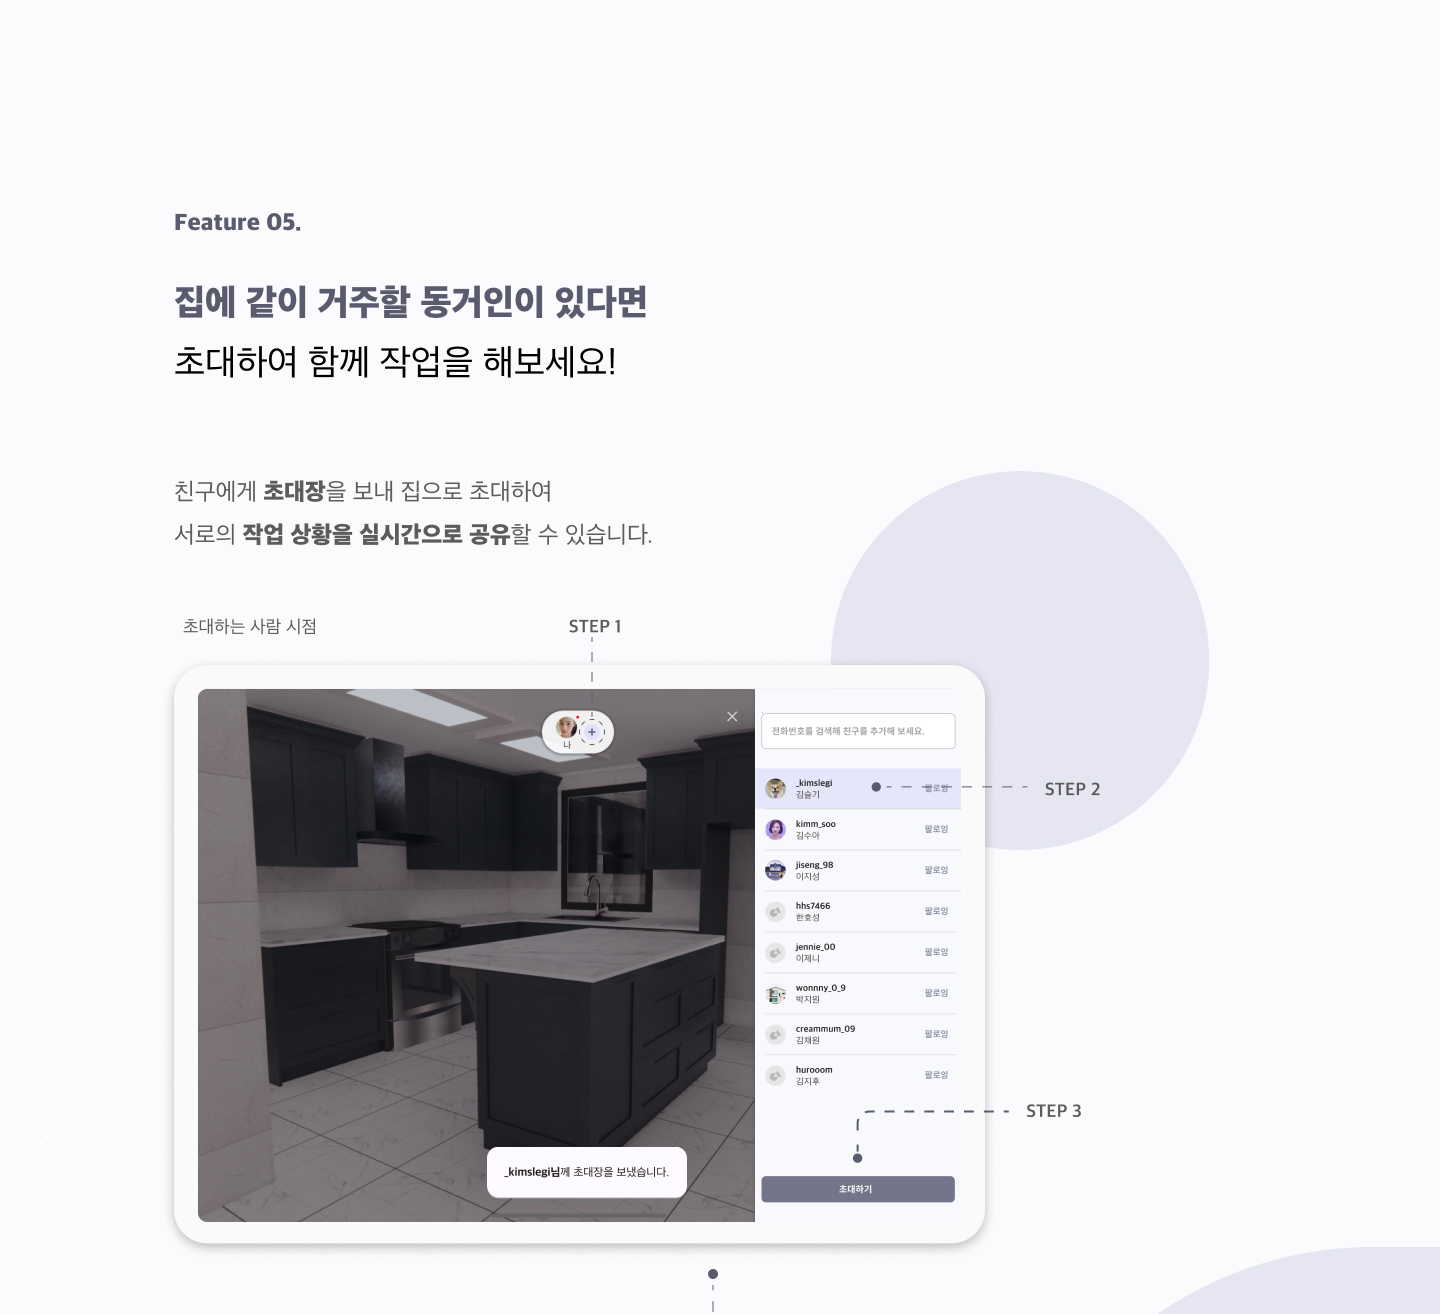 Feature 05.
집에 같이 거주할 동거인이 있다면
초대하여 함께 작업을 해보세요!
친구에게 초대장을 보내 집으로 초대하여
서로의 작업 상황을 실시간으로 공유할 수 있습니다.
초대하는 사람 시점
STEP 1
나
전화번호를 검색해 친구를 추가해 보세요.
_kimslegi
김슬기
팔로잉
STEP 2
kimm_soo
김수아
팔로잉
jiseng_98
이지성
팔로잉
hhs7466
한호성
팔로잉
jennie_00
이제니
팔로잉
wonnny_0_9
박지원
팔로잉
creammum_09
김채원
팔로잉
hurooom
김지후
팔로잉
STEP 3
_kimslegi님께 초대장을 보냈습니다.
초대하기